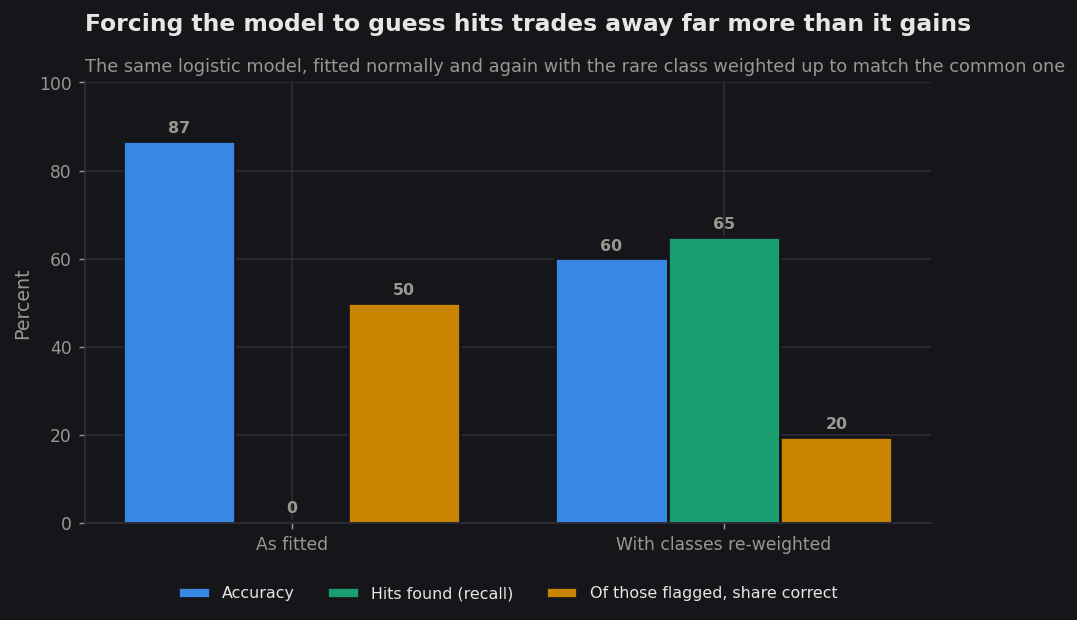 Forcing the model to guess hits trades away far more than it gains
The same logistic model, fitted normally and again with the rare class weighted up to match the common one
Percent
100
80
60
40
20
0
87
0
50
60
65
20
As fitted
With classes re-weighted
Accuracy
Hits found (recall)
Of those flagged, share correct